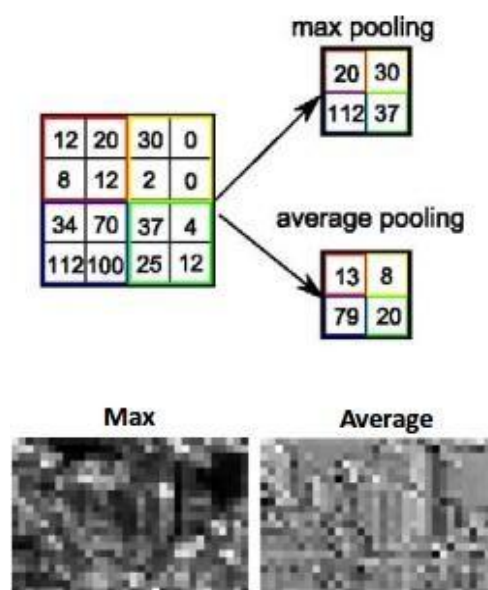 max pooling
20 30
112 37
12 20 30 0
8 12 2 0
34 70 37 4
112 100 25 12
average pooling
13 8
79 20
Max Average